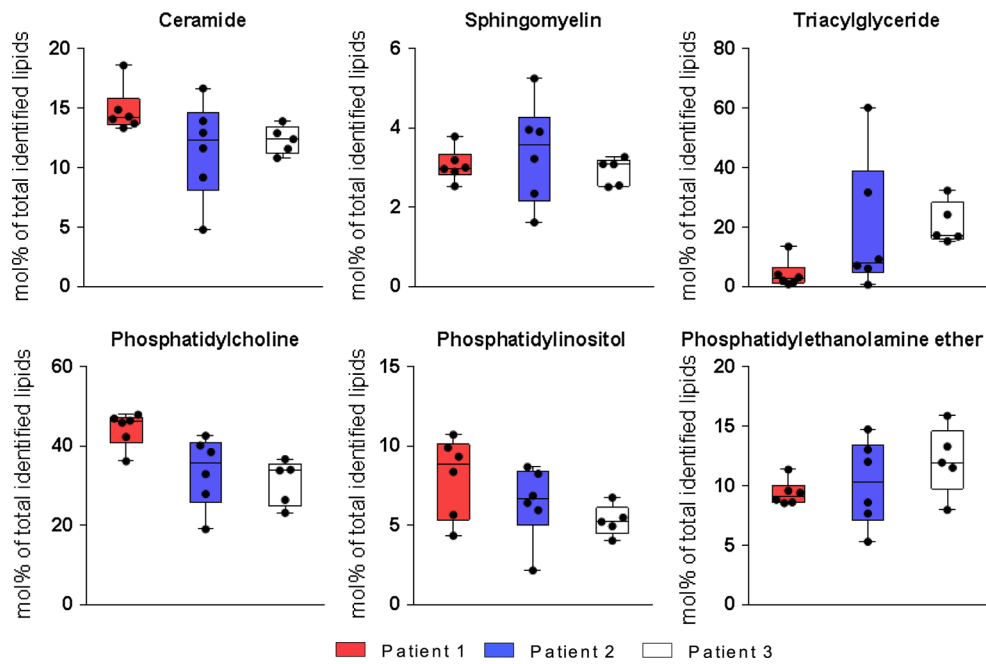 Ceramide
Sphingomyelin
Triacylglyceride
mol% of total identified lipids
20
15
10
5
0
mol% of total identified lipids
6
4
2
0
mol% of total identified lipids
80
60
40
20
0
Phosphatidylcholine
Phosphatidylinositol
Phosphatidylethanolamine ether
mol% of total identified lipids
60
40
20
0
mol% of total identified lipids
15
10
5
0
mol% of total identified lipids
20
15
10
5
0
Patient 1
Patient 2
Patient 3